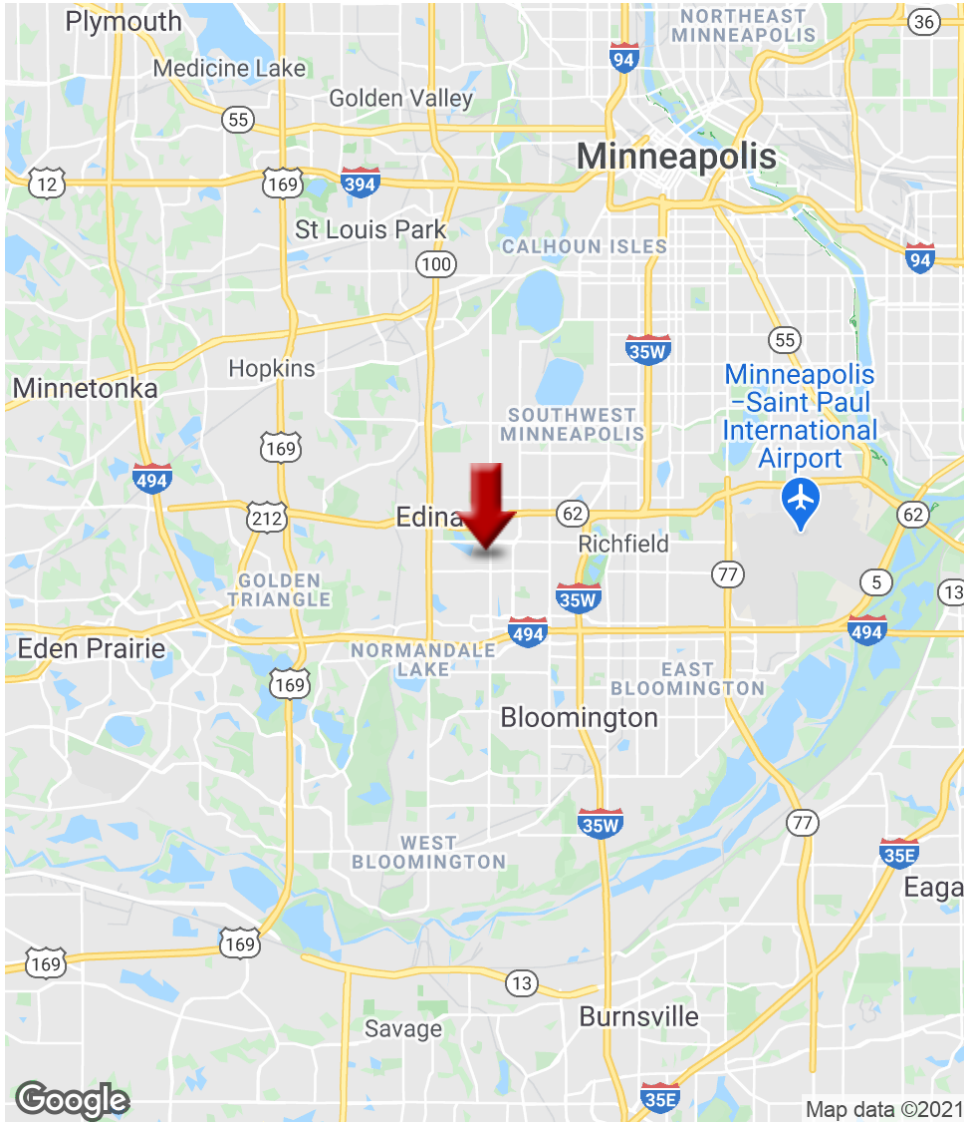 Plymouth
NORTHEAST
MINNEAPOLIS
36
94
Medicine Lake
Golden Valley
55
Minneapolis
12
169
394
St Louis Park
CALHOUN ISLES
100
94
55
35W
Hopkins
Minnetonka
Minneapolis
–Saint Paul
International
Airport
SOUTHWEST
MINNEAPOLIS
169
494
212
Edina
62
62
Richfield
77
5
13
GOLDEN
TRIANGLE
35W
494
494
Eden Prairie
NORMANDALE
LAKE
169
EAST
BLOOMINGTON
Bloomington
35W
77
WEST
BLOOMINGTON
35E
Eaga
169
169
13
Savage
Burnsville
35E
Google
Map data ©2021